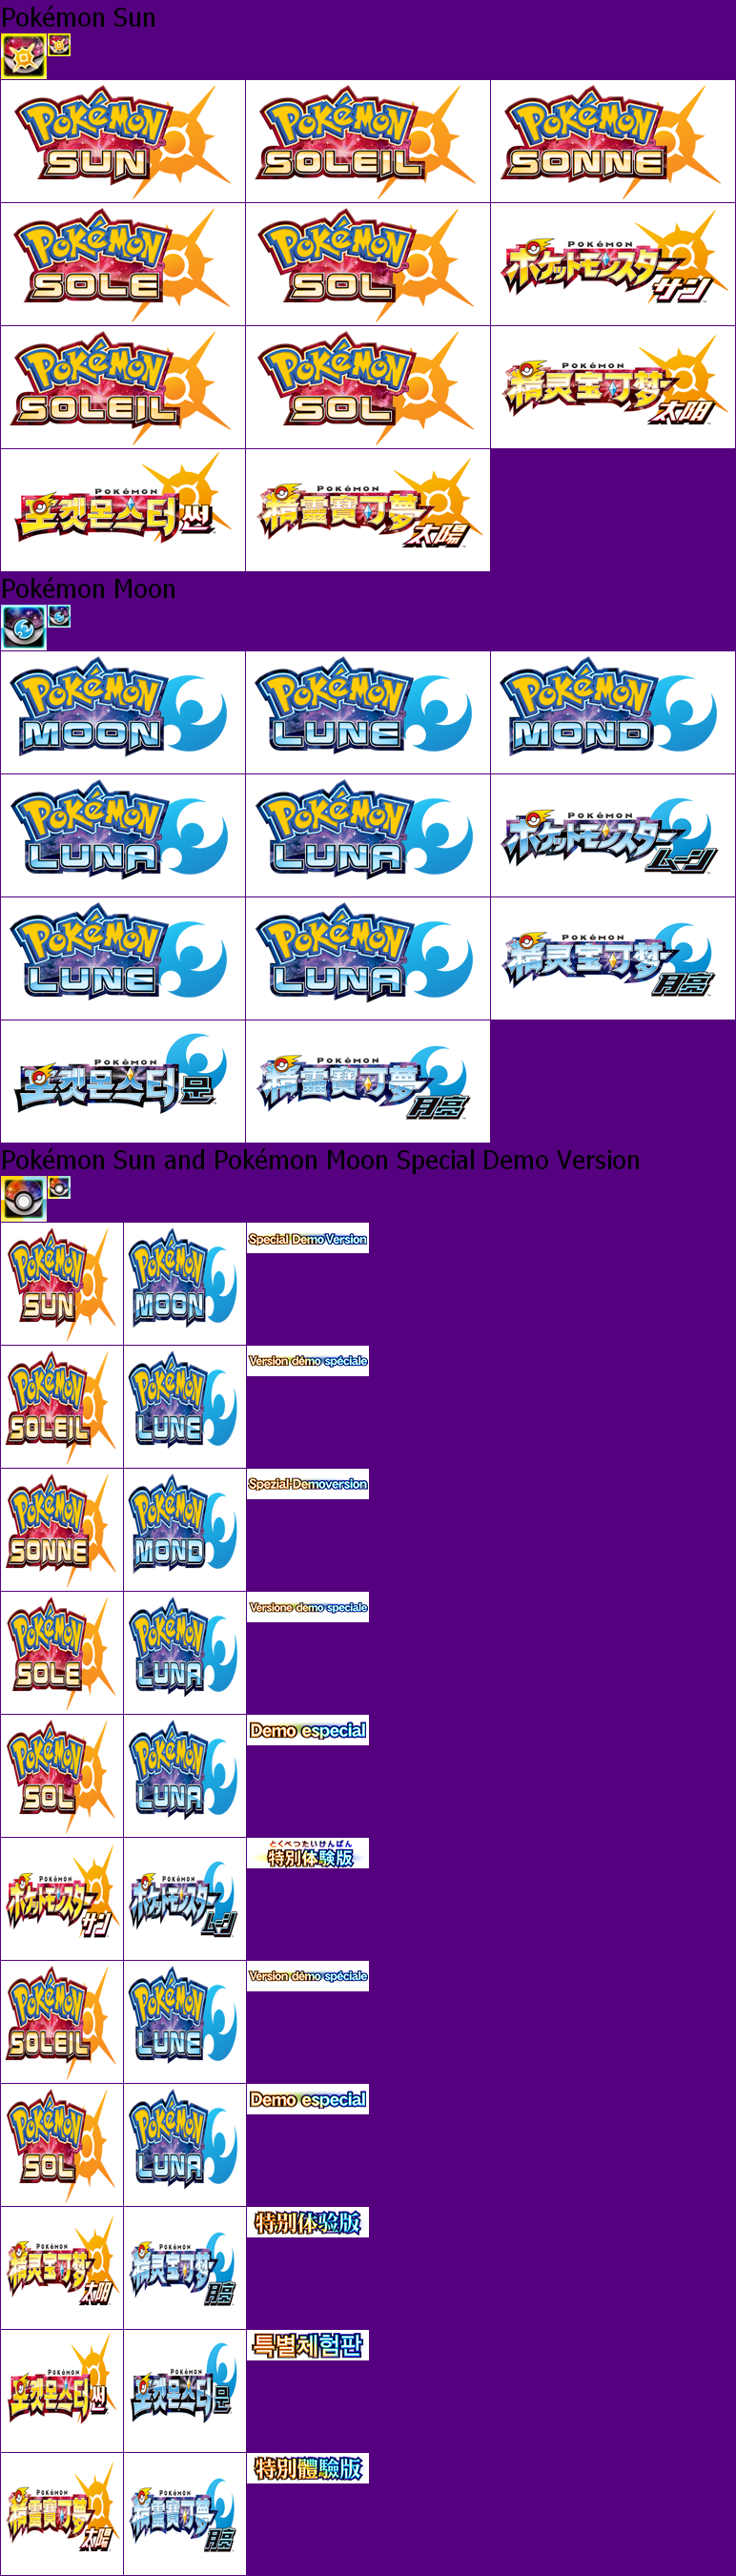 Pokémon Sun
POKéMON POKéMON POKéMON
SUN SOLEIL SONNE
POKéMON POKéMON POKéMON
SOLE SOL ポケットモンスター
サン
POKéMON POKéMON POKéMON
SOLEIL SOL 精灵宝可梦
太阳
POKéMON POKéMON
포켓몬스터 썬 精靈寶可夢
太陽
Pokémon Moon
POKéMON POKéMON POKéMON
MOON LUNE MOND
POKéMON POKéMON POKéMON
LUNA LUNA ポケットモンスター
ムーン
POKéMON POKéMON POKéMON
LUNE LUNA 精灵宝可梦
月亮
POKéMON POKéMON
포켓몬스터 문 精靈寶可夢
月亮
Pokémon Sun and Pokémon Moon Special Demo Version
POKéMON POKéMON Special Demo Version
SUN MOON
POKéMON POKéMON Version démo spéciale
SOLEIL LUNE
POKéMON POKéMON Spezial-Demoversion
SONNE MOND
POKéMON POKéMON Versione demo speciale
SOLE LUNA
POKéMON POKéMON Demo especial
SOL LUNA
とくべつたいけんばん
特別体験版
POKéMON POKéMON
ポケットモンスター ポケットモンスター
サン ムーン
POKéMON POKéMON Version démo spéciale
SOLEIL LUNE
POKéMON POKéMON Demo especial
SOL LUNA
特别体验版
POKéMON POKéMON
精灵宝可梦 精灵宝可梦
太阳 月亮
특별체험판
POKéMON POKéMON
포켓몬스터 썬 포켓몬스터 문
特別體驗版
POKéMON POKéMON
精靈寶可夢 精靈寶可夢
太陽 月亮